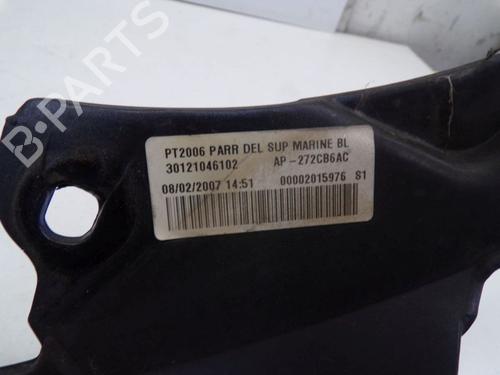 B-PARTS
PT2006 PARR DEL SUP MARINE BL
30121046102 AP-272CB6AC
08/02/2007 14:51 00002015976 S1